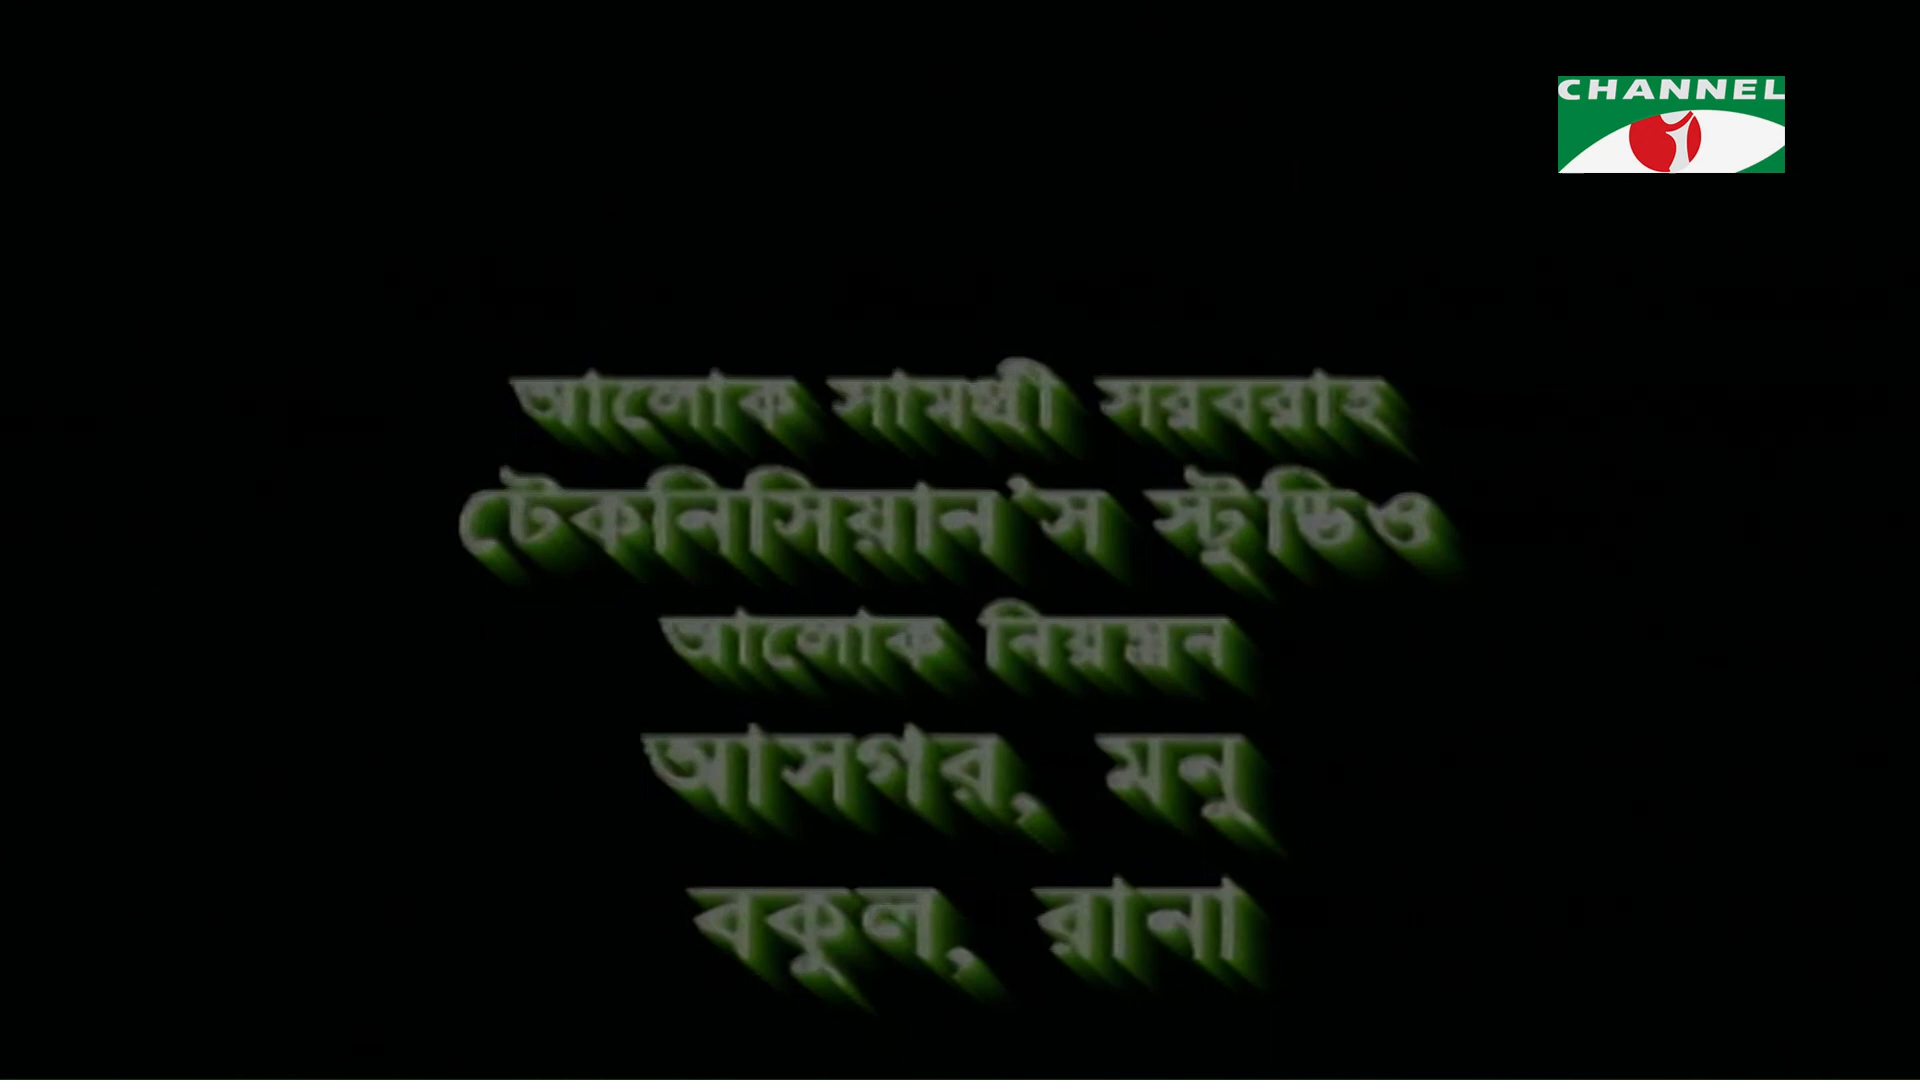 CHANNEL
আলোক সামগ্রী সরবরাহ
টেকনিসিয়ান'স স্টুডিও
আলোক নিয়ন্ত্রন
আসগর, মনু
বকুল, রানা